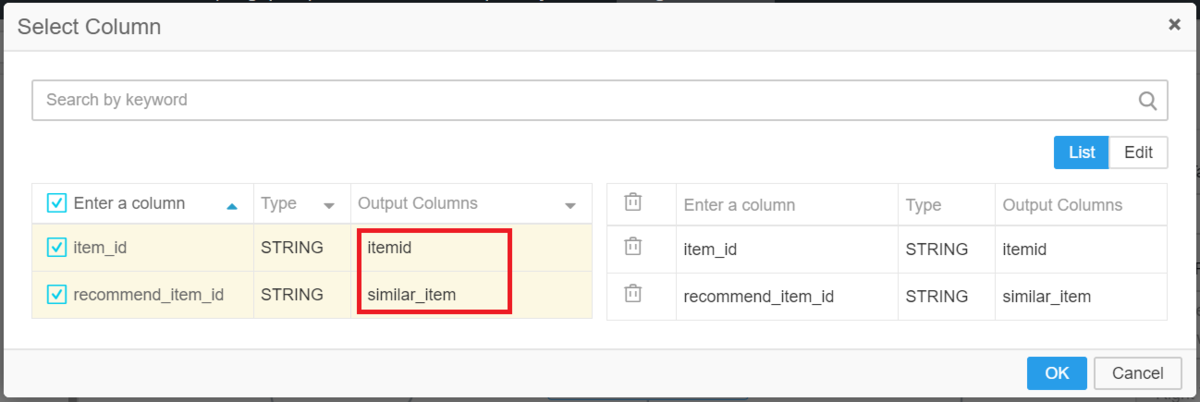 Select Column
Search by keyword
List Edit
Enter a column Type Output Columns
item_id STRING itemid
recommend_item_id STRING similar_item
Enter a column Type Output Columns
item_id STRING itemid
recommend_item_id STRING similar_item
OK Cancel